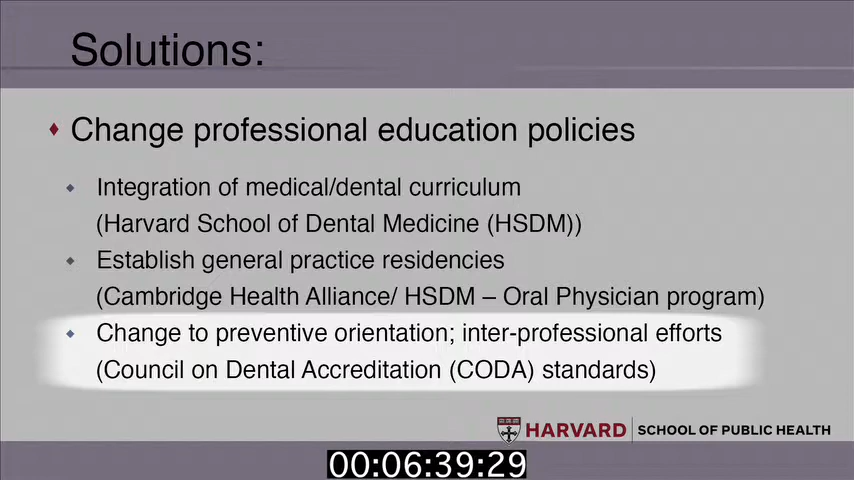 Solutions:
Change professional education policies
Integration of medical/dental curriculum
(Harvard School of Dental Medicine (HSDM))
Establish general practice residencies
(Cambridge Health Alliance/ HSDM – Oral Physician program)
Change to preventive orientation; inter-professional efforts
(Council on Dental Accreditation (CODA) standards)
HARVARD SCHOOL OF PUBLIC HEALTH
00:06:39:29